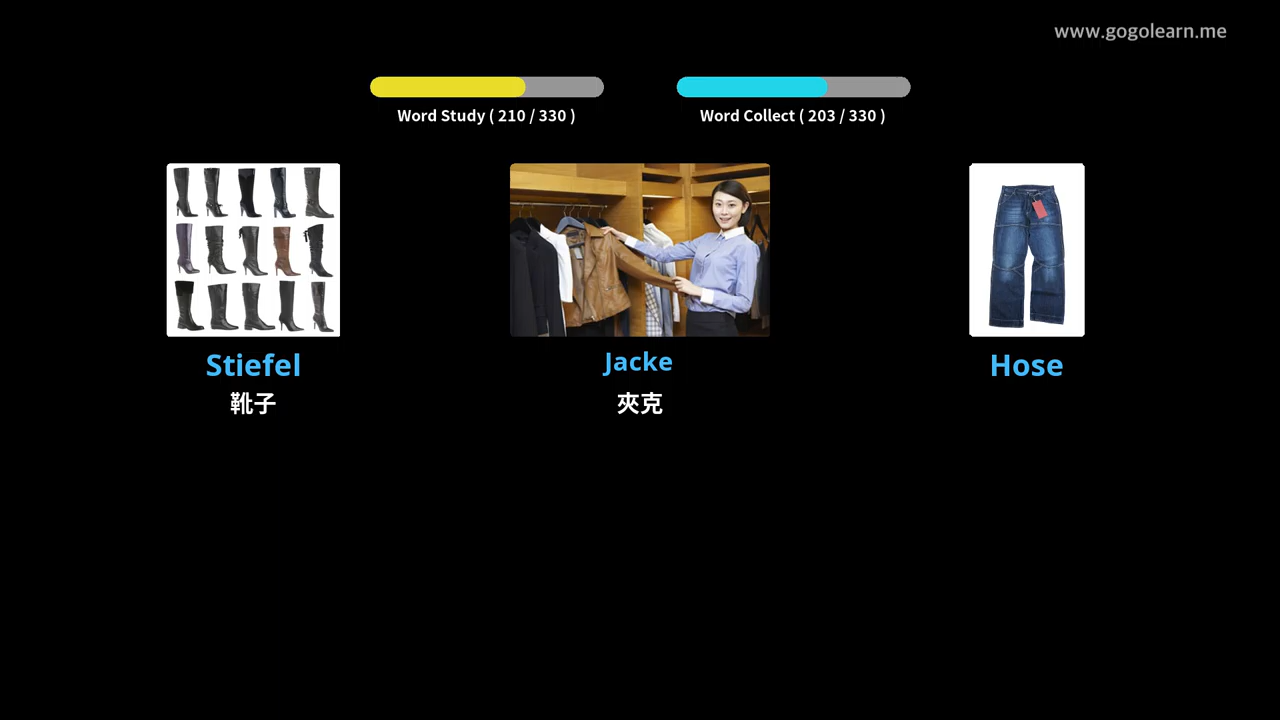 www.gogolearn.me
Word Study ( 210 / 330 )
Word Collect ( 203 / 330 )
Stiefel
靴子
Jacke
夾克
Hose